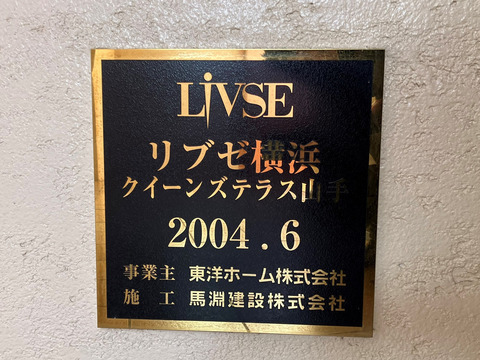 LiVSE
リブゼ横浜
クイーンズテラス山手
2004.6
事業主 東洋ホーム株式会社
施工 馬淵建設株式会社